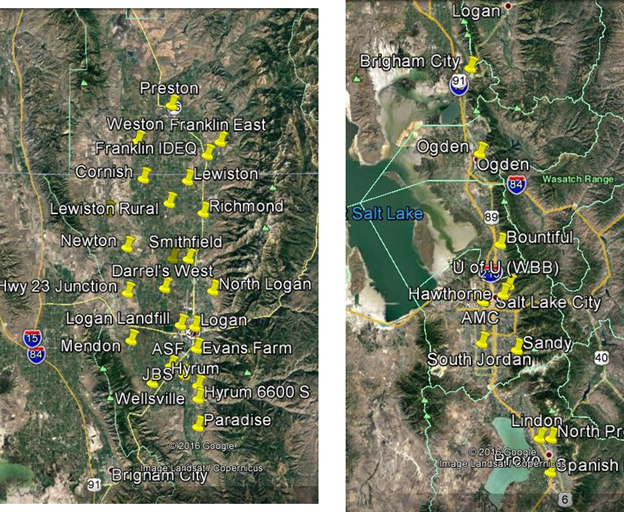 Preston
Weston Franklin East
Franklin IDEQ
Cornish
Lewiston
Lewiston Rural
Richmond
Newton
Smithfield
Darrel's West
Hwy 23 Junction
North Logan
Logan Landfill
Logan
15
84
Mendon
ASF
Evans Farm
JBS
Hyrum
Wellsville
Hyrum 6600 S
Paradise
© 2016 Google
Image Landsat / Copernicus
Brigham City
91
Logan
Brigham City
91
Ogden
Ogden
84
Wasatch Range
89
t Salt Lake
Bountiful
U of U (WBB)
Hawthorne
Salt Lake City
AMC
South Jordan
Sandy
40
Lindon
North Pr
© 2016 Google
Image Landsat / Copernicus
Provo
Spanish
6